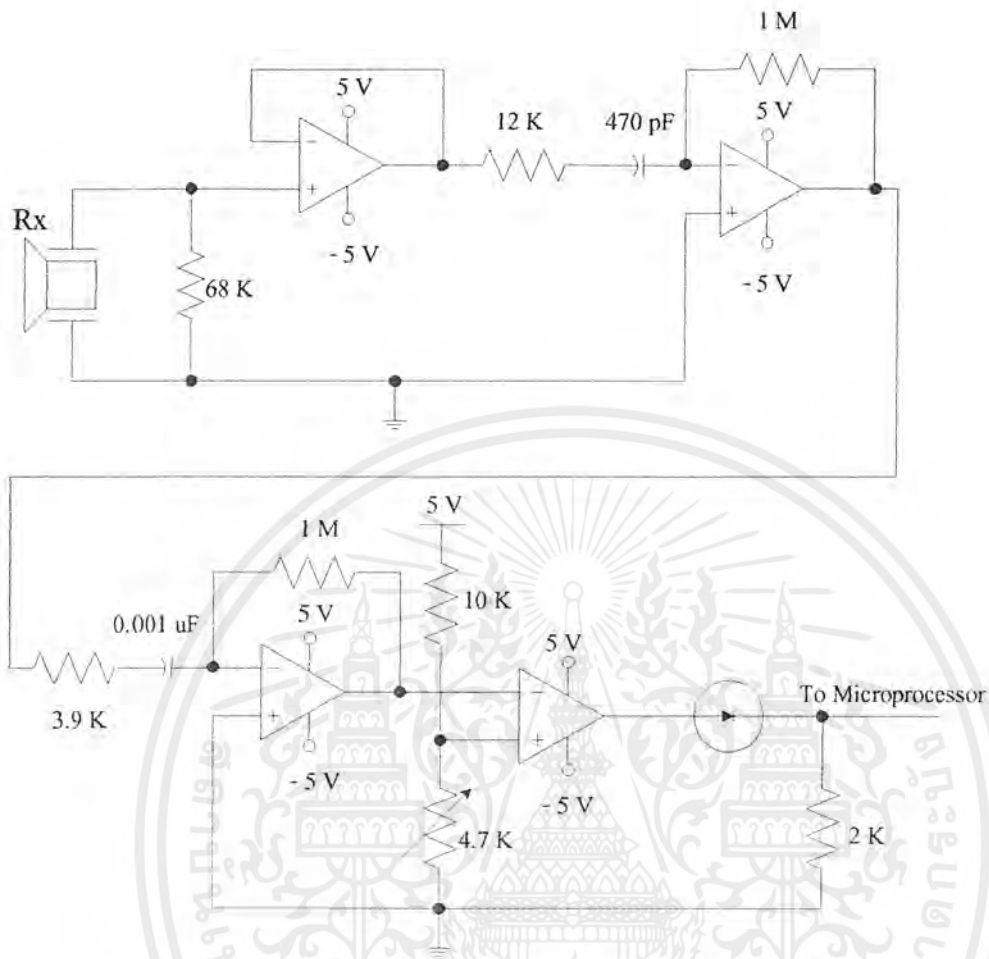 1 M
5 V
5 V
12 K
470 pF
-
+
-
+
Rx
- 5 V
- 5 V
68 K
5 V
1 M
10 K
0.001 uF
5 V
5 V
-
+
-
+
To Microprocessor
3.9 K
- 5 V
- 5 V
4.7 K
2 K